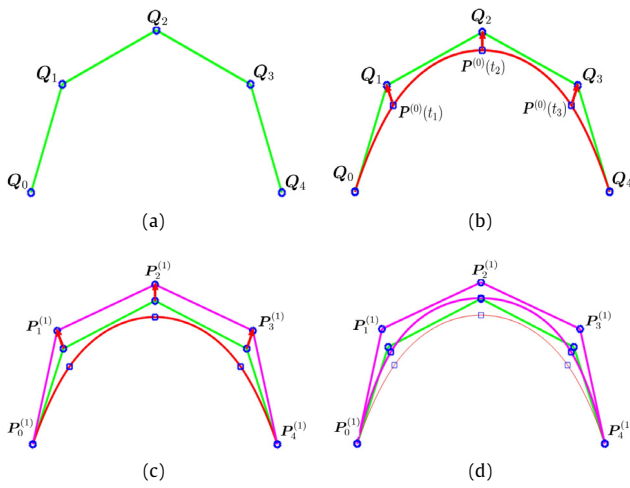 Q₂
Q₁
Q₃
Q₀
Q₄
(a)
Q₂
Q₁
Q₃
P⁽⁰⁾(t₂)
P⁽⁰⁾(t₁)
P⁽⁰⁾(t₃)
Q₀
Q₄
(b)
P₂⁽¹⁾
P₁⁽¹⁾
P₃⁽¹⁾
P₀⁽¹⁾
P₄⁽¹⁾
(c)
P₂⁽¹⁾
P₁⁽¹⁾
P₃⁽¹⁾
P₀⁽¹⁾
P₄⁽¹⁾
(d)